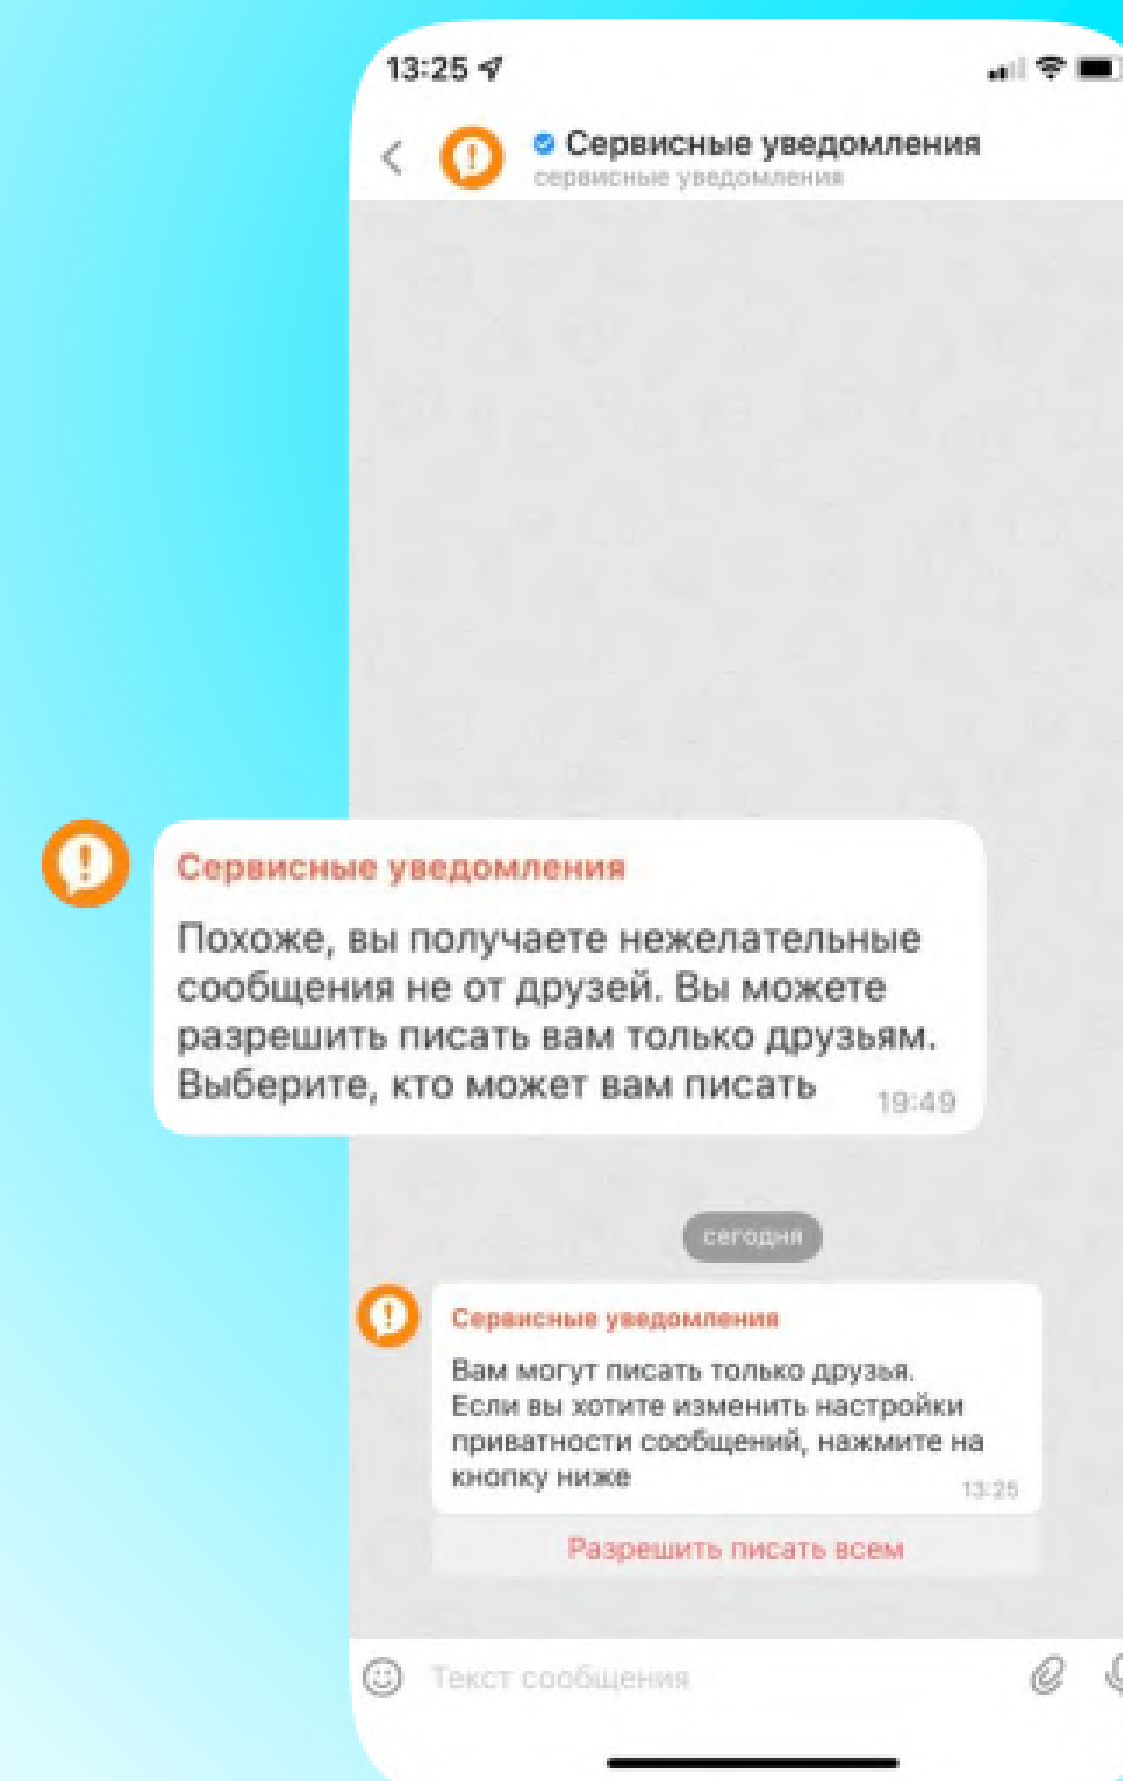 13:25
Сервисные уведомления
сервисные уведомления
Сервисные уведомления
Похоже, вы получаете нежелательные
сообщения не от друзей. Вы можете
разрешить писать вам только друзьям.
Выберите, кто может вам писать
19:49
сегодня
Сервисные уведомления
Вам могут писать только друзья.
Если вы хотите изменить настройки
приватности сообщений, нажмите на
кнопку ниже
13:25
Разрешить писать всем
Текст сообщения